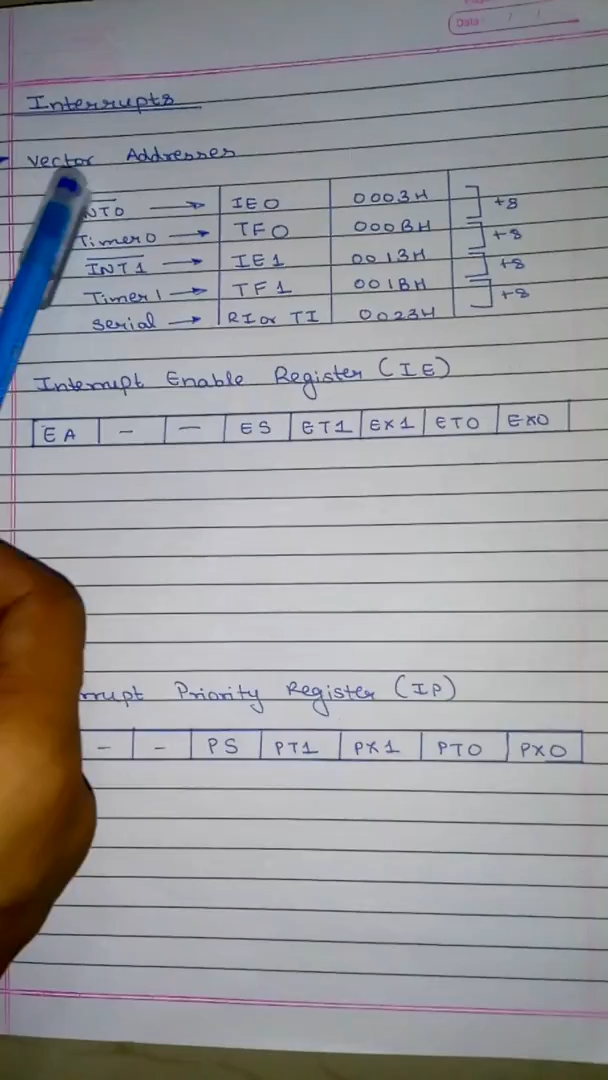 Data: / /
Interrupts
Vector Addresses
NT0 → IE0 0003H
+8
Timer0 → TF0 000BH
+8
INT1 → IE1 0013H
+8
Timer1 → TF1 001BH
+8
Serial → RI or TI 0023H
Interrupt Enable Register (IE)
EA - - ES ET1 EX1 ET0 EX0
rrupt Priority Register (IP)
- - PS PT1 PX1 PT0 PX0